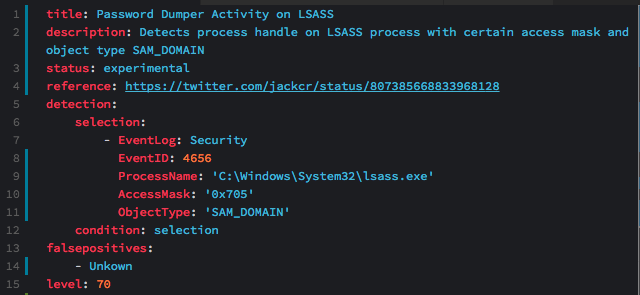 1 title: Password Dumper Activity on LSASS
2 description: Detects process handle on LSASS process with certain access mask and
object type SAM_DOMAIN
3 status: experimental
4 reference: https://twitter.com/jackcr/status/807385668833968128
5 detection:
6 selection:
7 - EventLog: Security
8 EventID: 4656
9 ProcessName: 'C:\Windows\System32\lsass.exe'
10 AccessMask: '0x705'
11 ObjectType: 'SAM_DOMAIN'
12 condition: selection
13 falsepositives:
14 - Unkown
15 level: 70